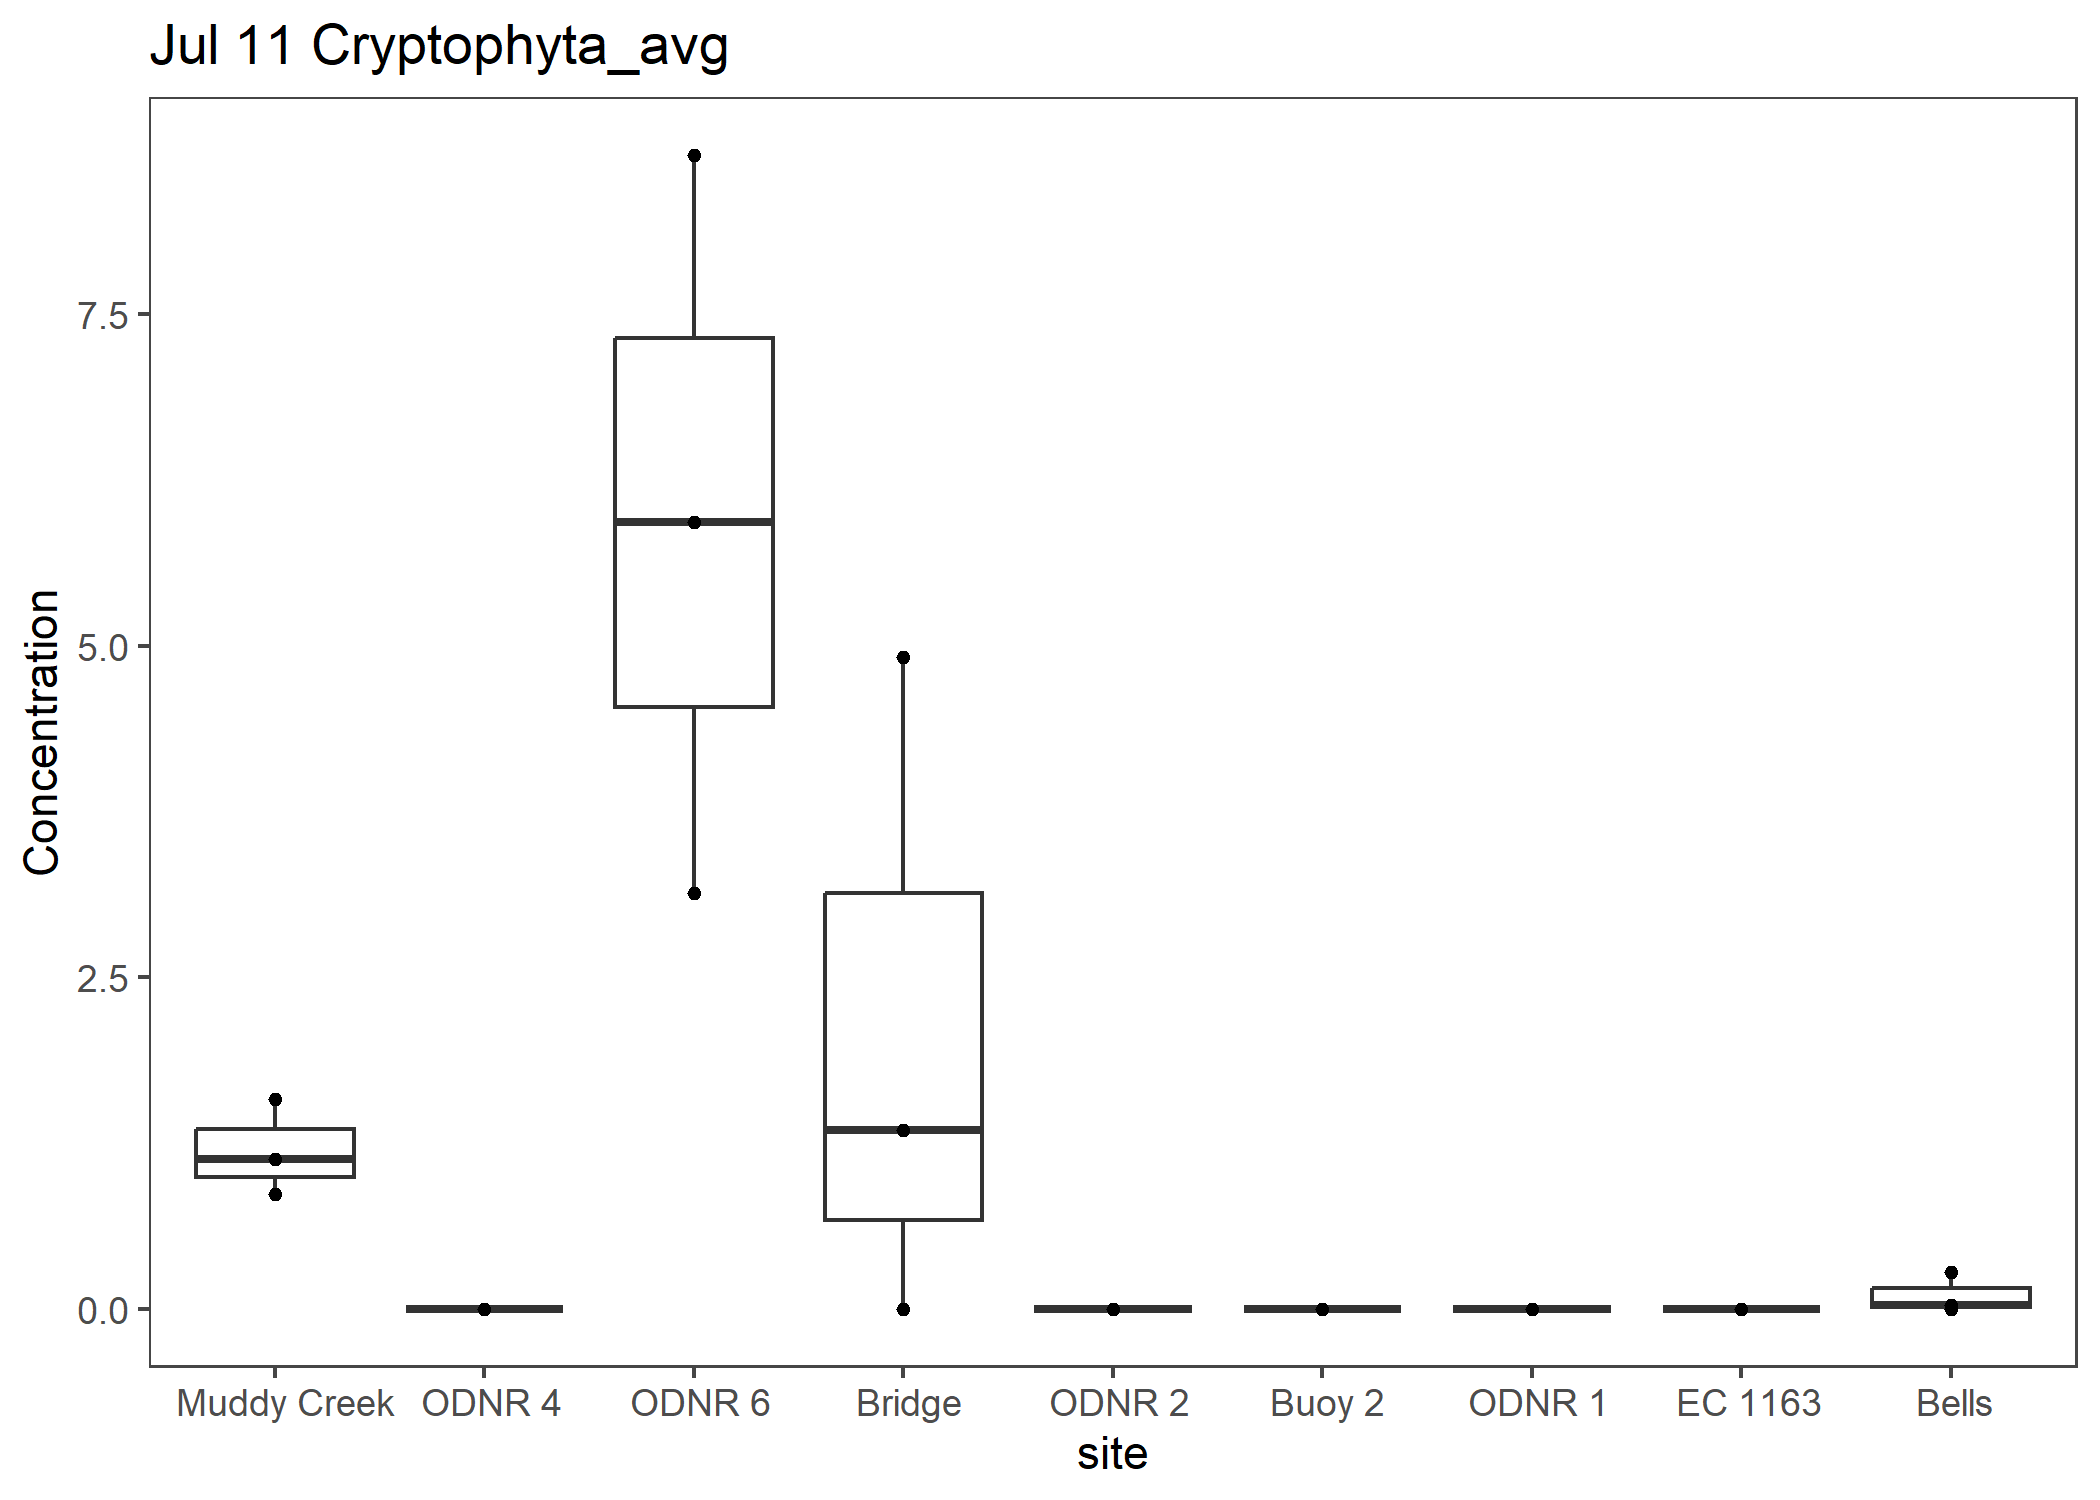 Jul 11 Cryptophyta_avg
Concentration
7.5
5.0
2.5
0.0
Muddy Creek ODNR 4 ODNR 6 Bridge ODNR 2 Buoy 2 ODNR 1 EC 1163 Bells
site